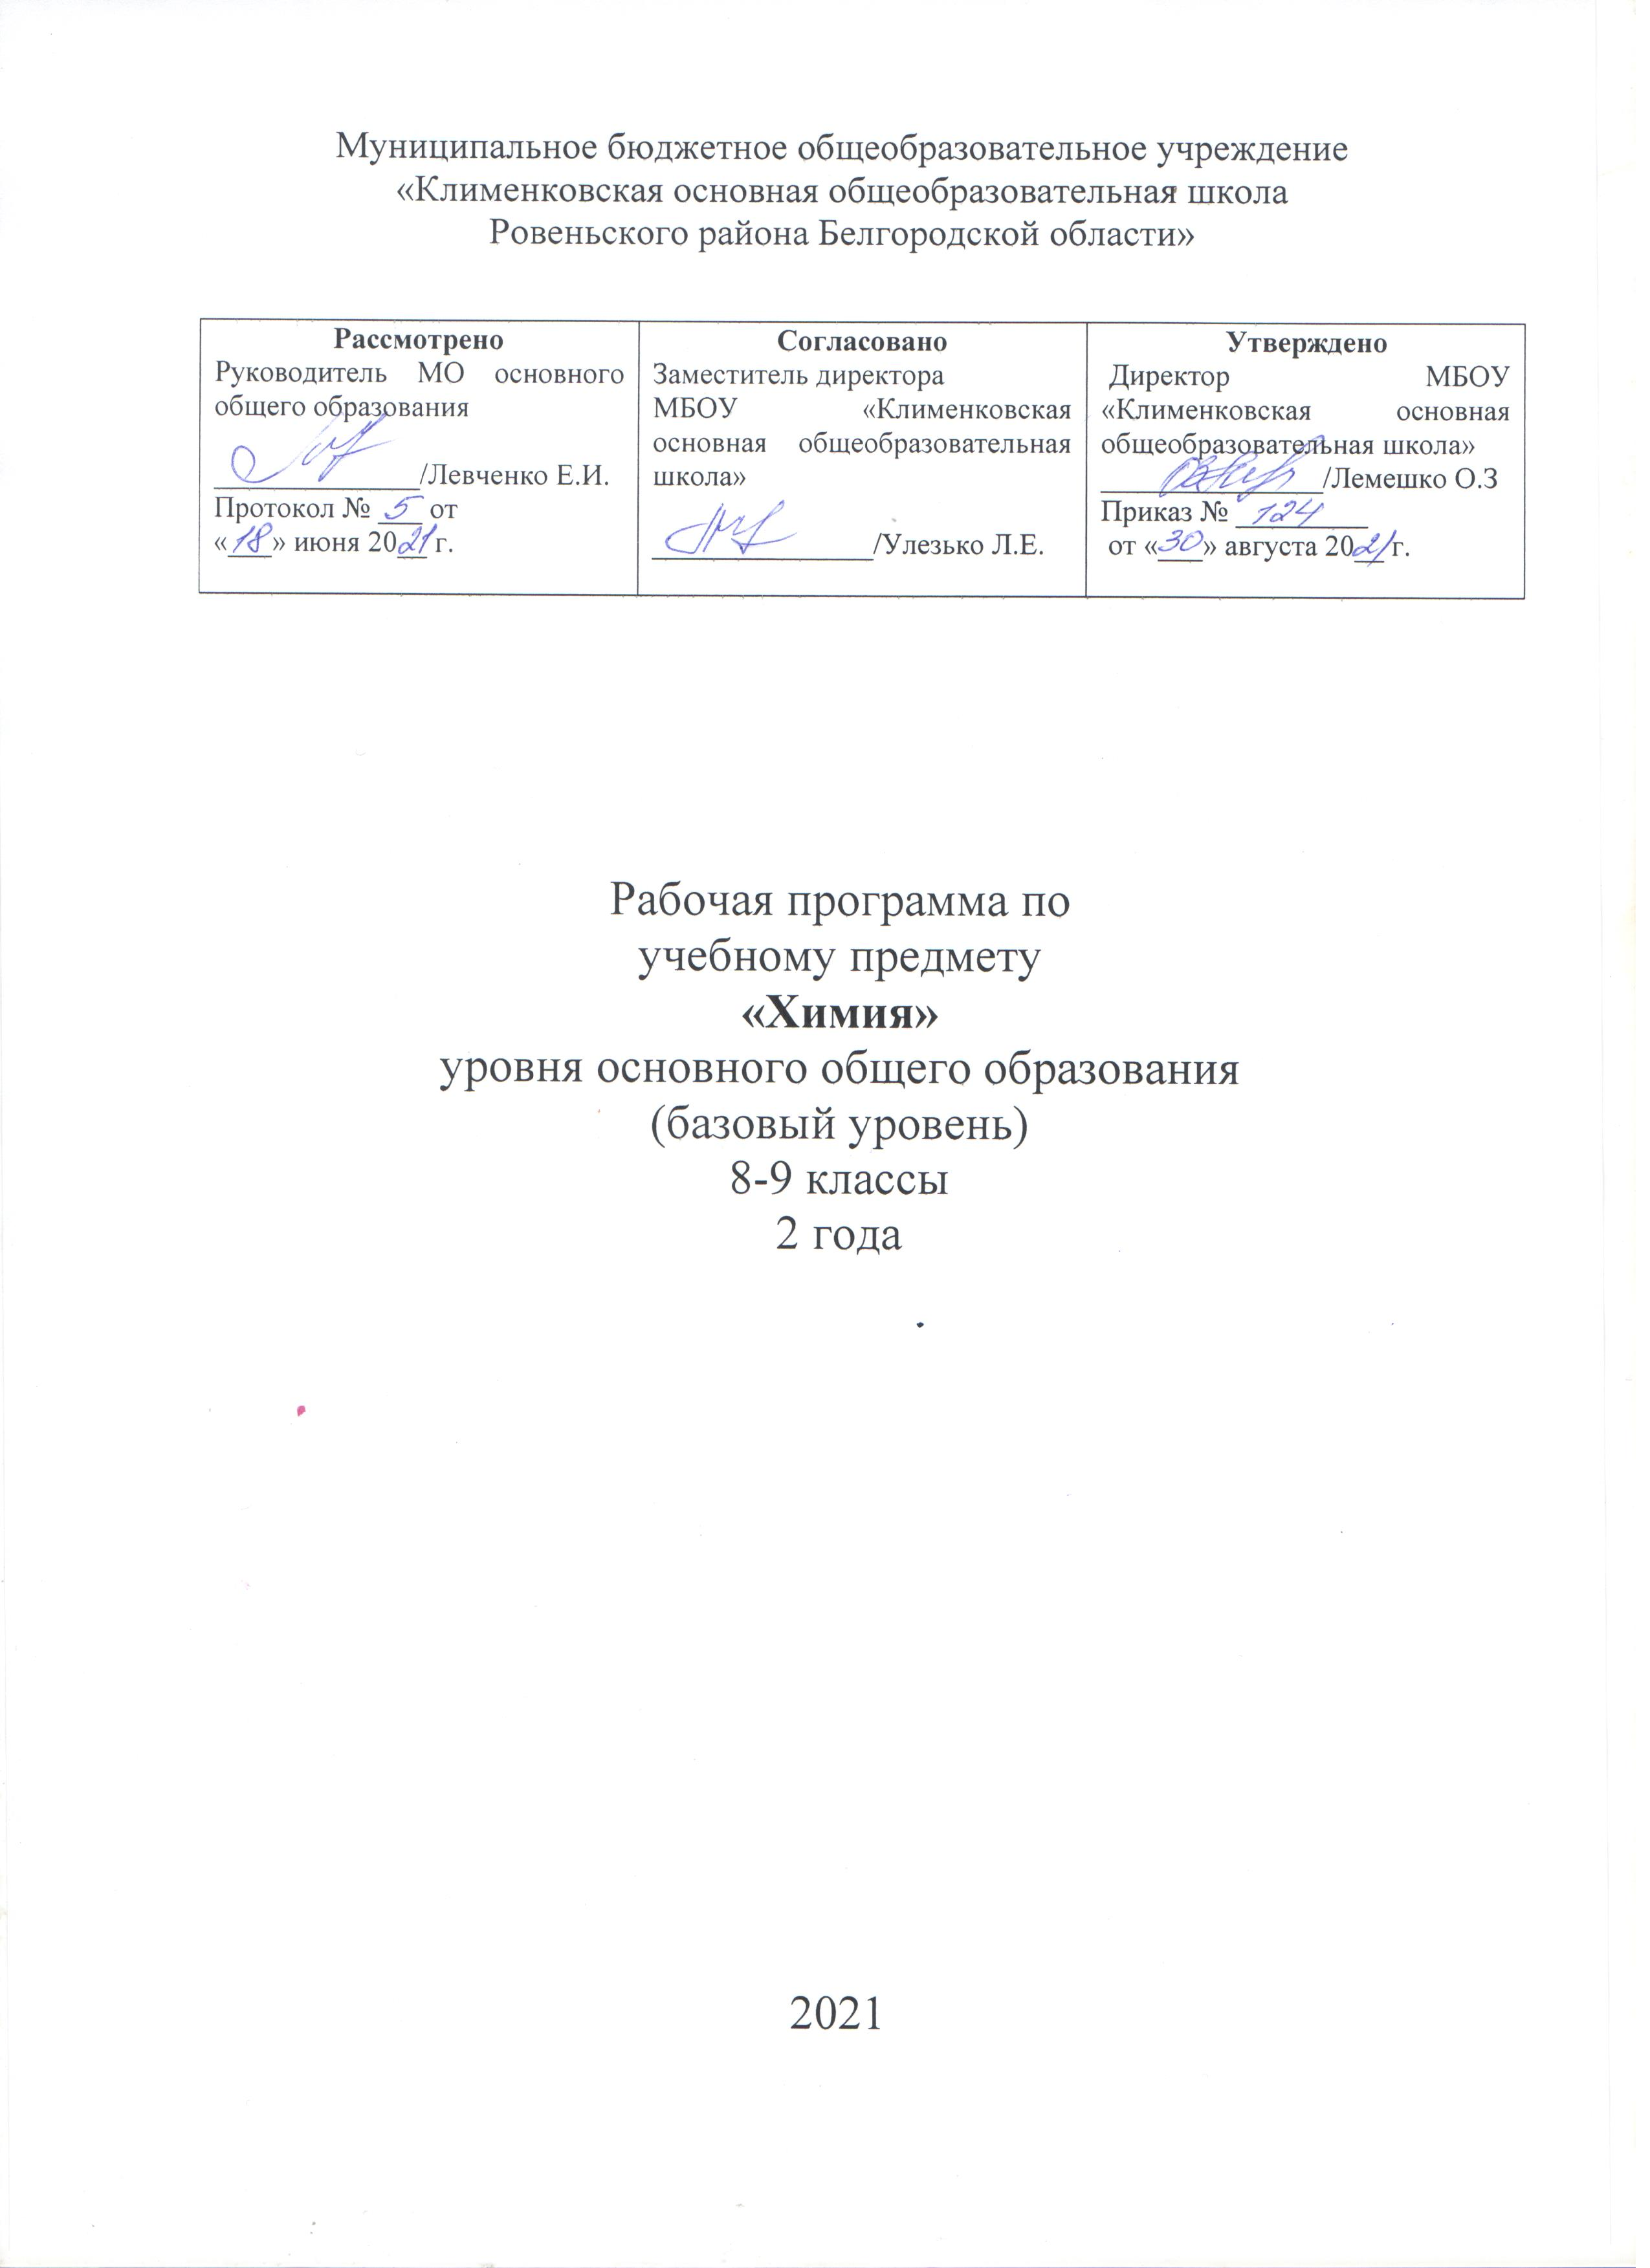 Муниципальное бюджетное общеобразовательное учреждение
«Клименковская основная общеобразовательная школа
Ровеньского района Белгородской области»
Рассмотрено
Руководитель МО основного
общего образования
/Левченко Е.И.
Протокол № 5 от
«18» июня 2021 г.
Согласовано
Заместитель директора
МБОУ «Клименковская
основная общеобразовательная
школа»
/Улезько Л.Е.
Утверждено
Директор МБОУ
«Клименковская основная
общеобразовательная школа»
/Лемешко О.З
Приказ № 124
от «30» августа 2021 г.
Рабочая программа по
учебному предмету
«Химия»
уровня основного общего образования
(базовый уровень)
8-9 классы
2 года
2021